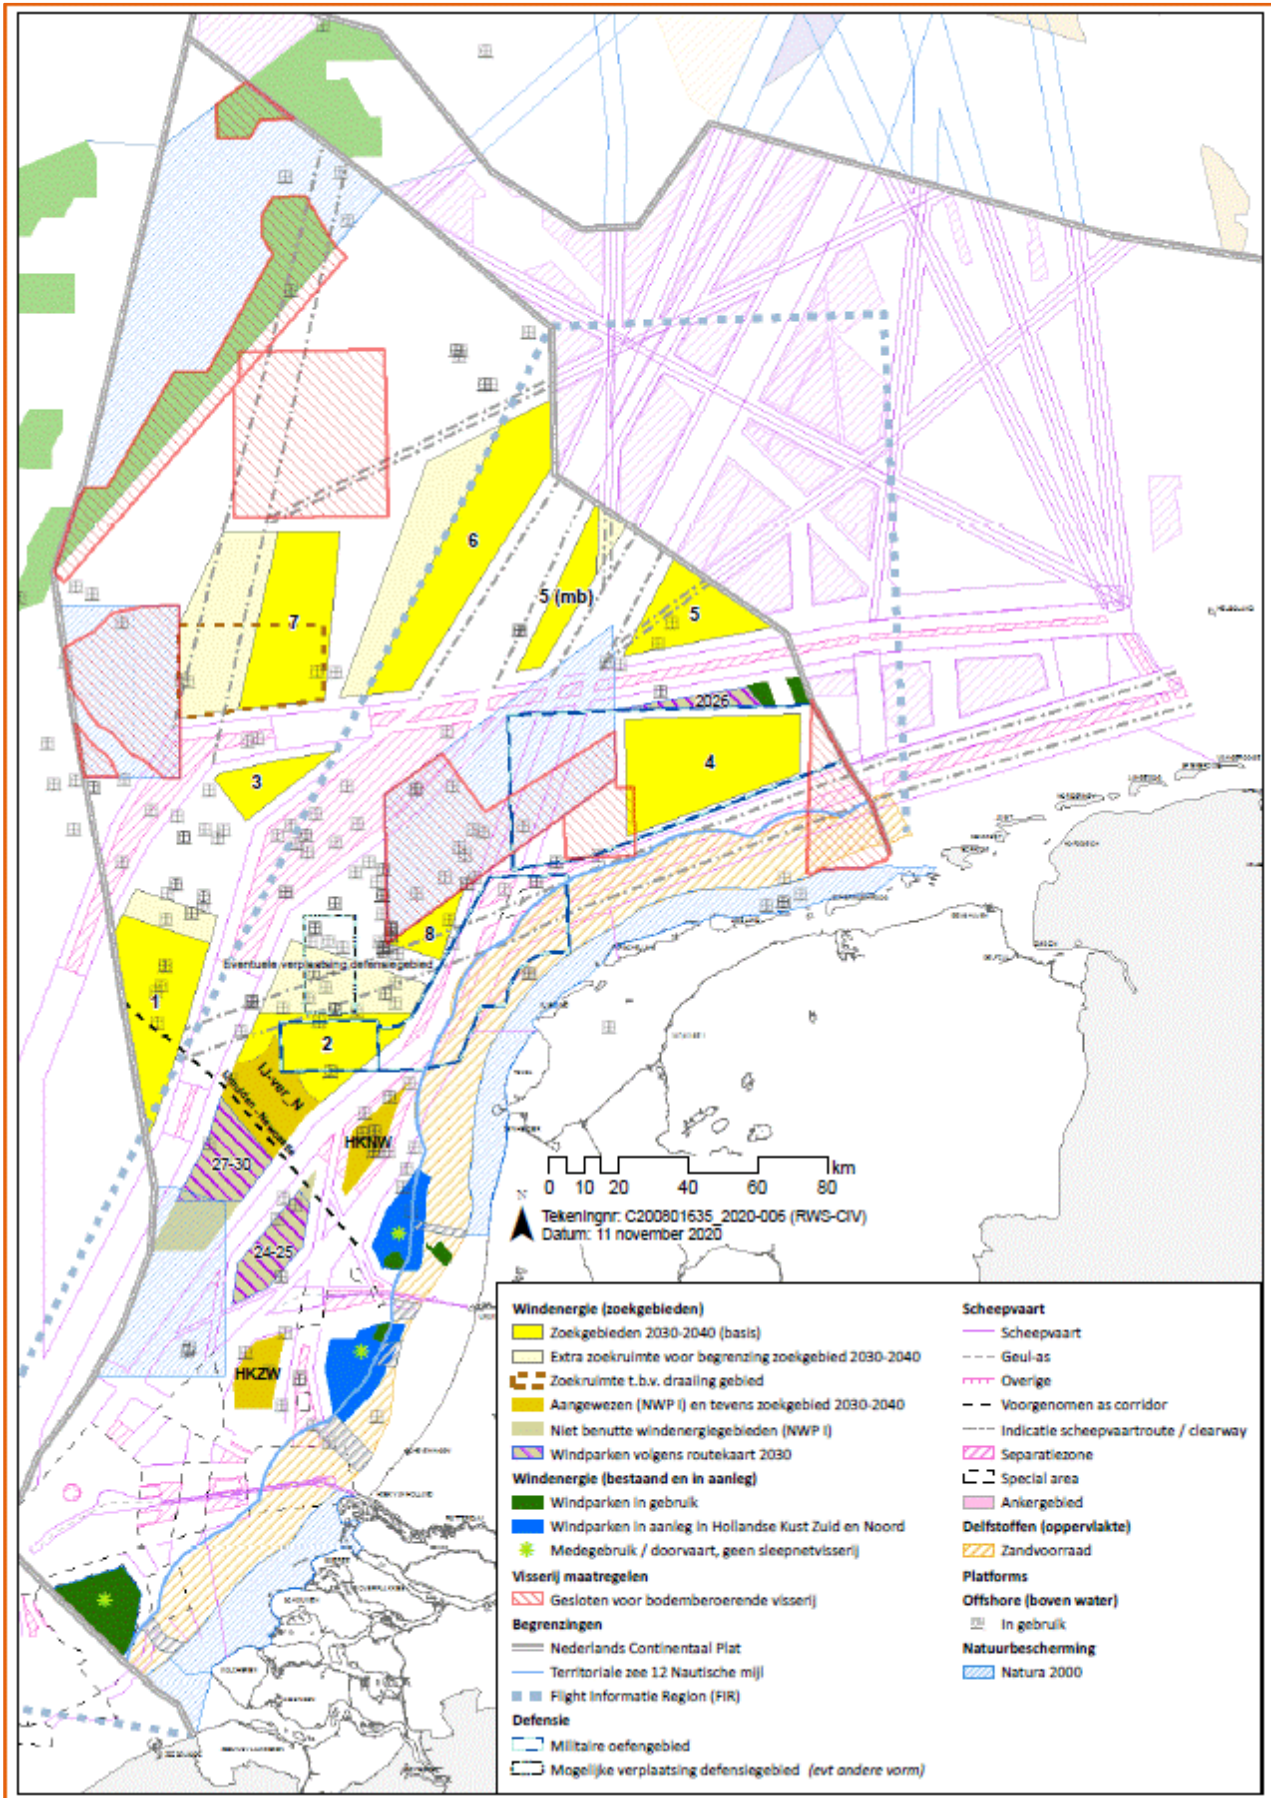 6
7
5 (mb)
5
2026
4
3
8
Eventuele verplaatsing defensiegebied
1
2
IJ-ver_N
IJmuiden - Newcastle
HKNW
27-30
24-25
HKZW
km
0 10 20 40 60 80
N
Tekeningnr: C200801635_2020-006 (RWS-CIV)
Datum: 11 november 2020
Windenergie (zoekgebieden)
Zoekgebieden 2030-2040 (basis)
Extra zoekruimte voor begrenzing zoekgebied 2030-2040
Zoekruimte t.b.v. draaiing gebied
Aangewezen (NWP I) en tevens zoekgebied 2030-2040
Niet benutte windenergiegebieden (NWP I)
Windparken volgens routekaart 2030
Windenergie (bestaand en in aanleg)
Windparken in gebruik
Windparken in aanleg in Hollandse Kust Zuid en Noord
Medegebruik / doorvaart, geen sleepnetvisserij
Visserij maatregelen
Gesloten voor bodemberoerende visserij
Begrenzingen
Nederlands Continentaal Plat
Territoriale zee 12 Nautische mijl
Flight Informatie Region (FIR)
Defensie
Militaire oefengebied
Mogelijke verplaatsing defensiegebied (evt andere vorm)
Scheepvaart
Scheepvaart
Geul-as
Overige
Voorgenomen as corridor
Indicatie scheepvaartroute / clearway
Separatiezone
Special area
Ankergebied
Delfstoffen (oppervlakte)
Zandvoorraad
Platforms
Offshore (boven water)
In gebruik
Natuurbescherming
Natura 2000